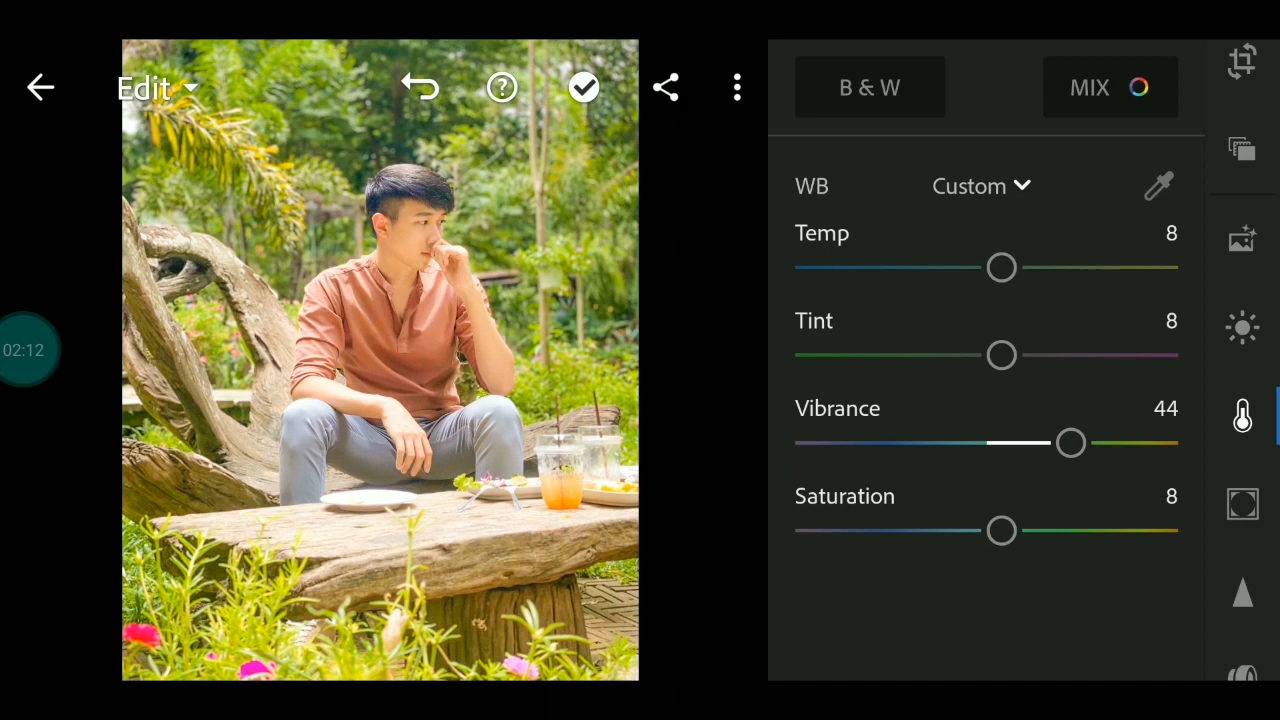 Edit
B & W
MIX
02:12
WB
Custom
Temp 8
Tint 8
Vibrance 44
Saturation 8